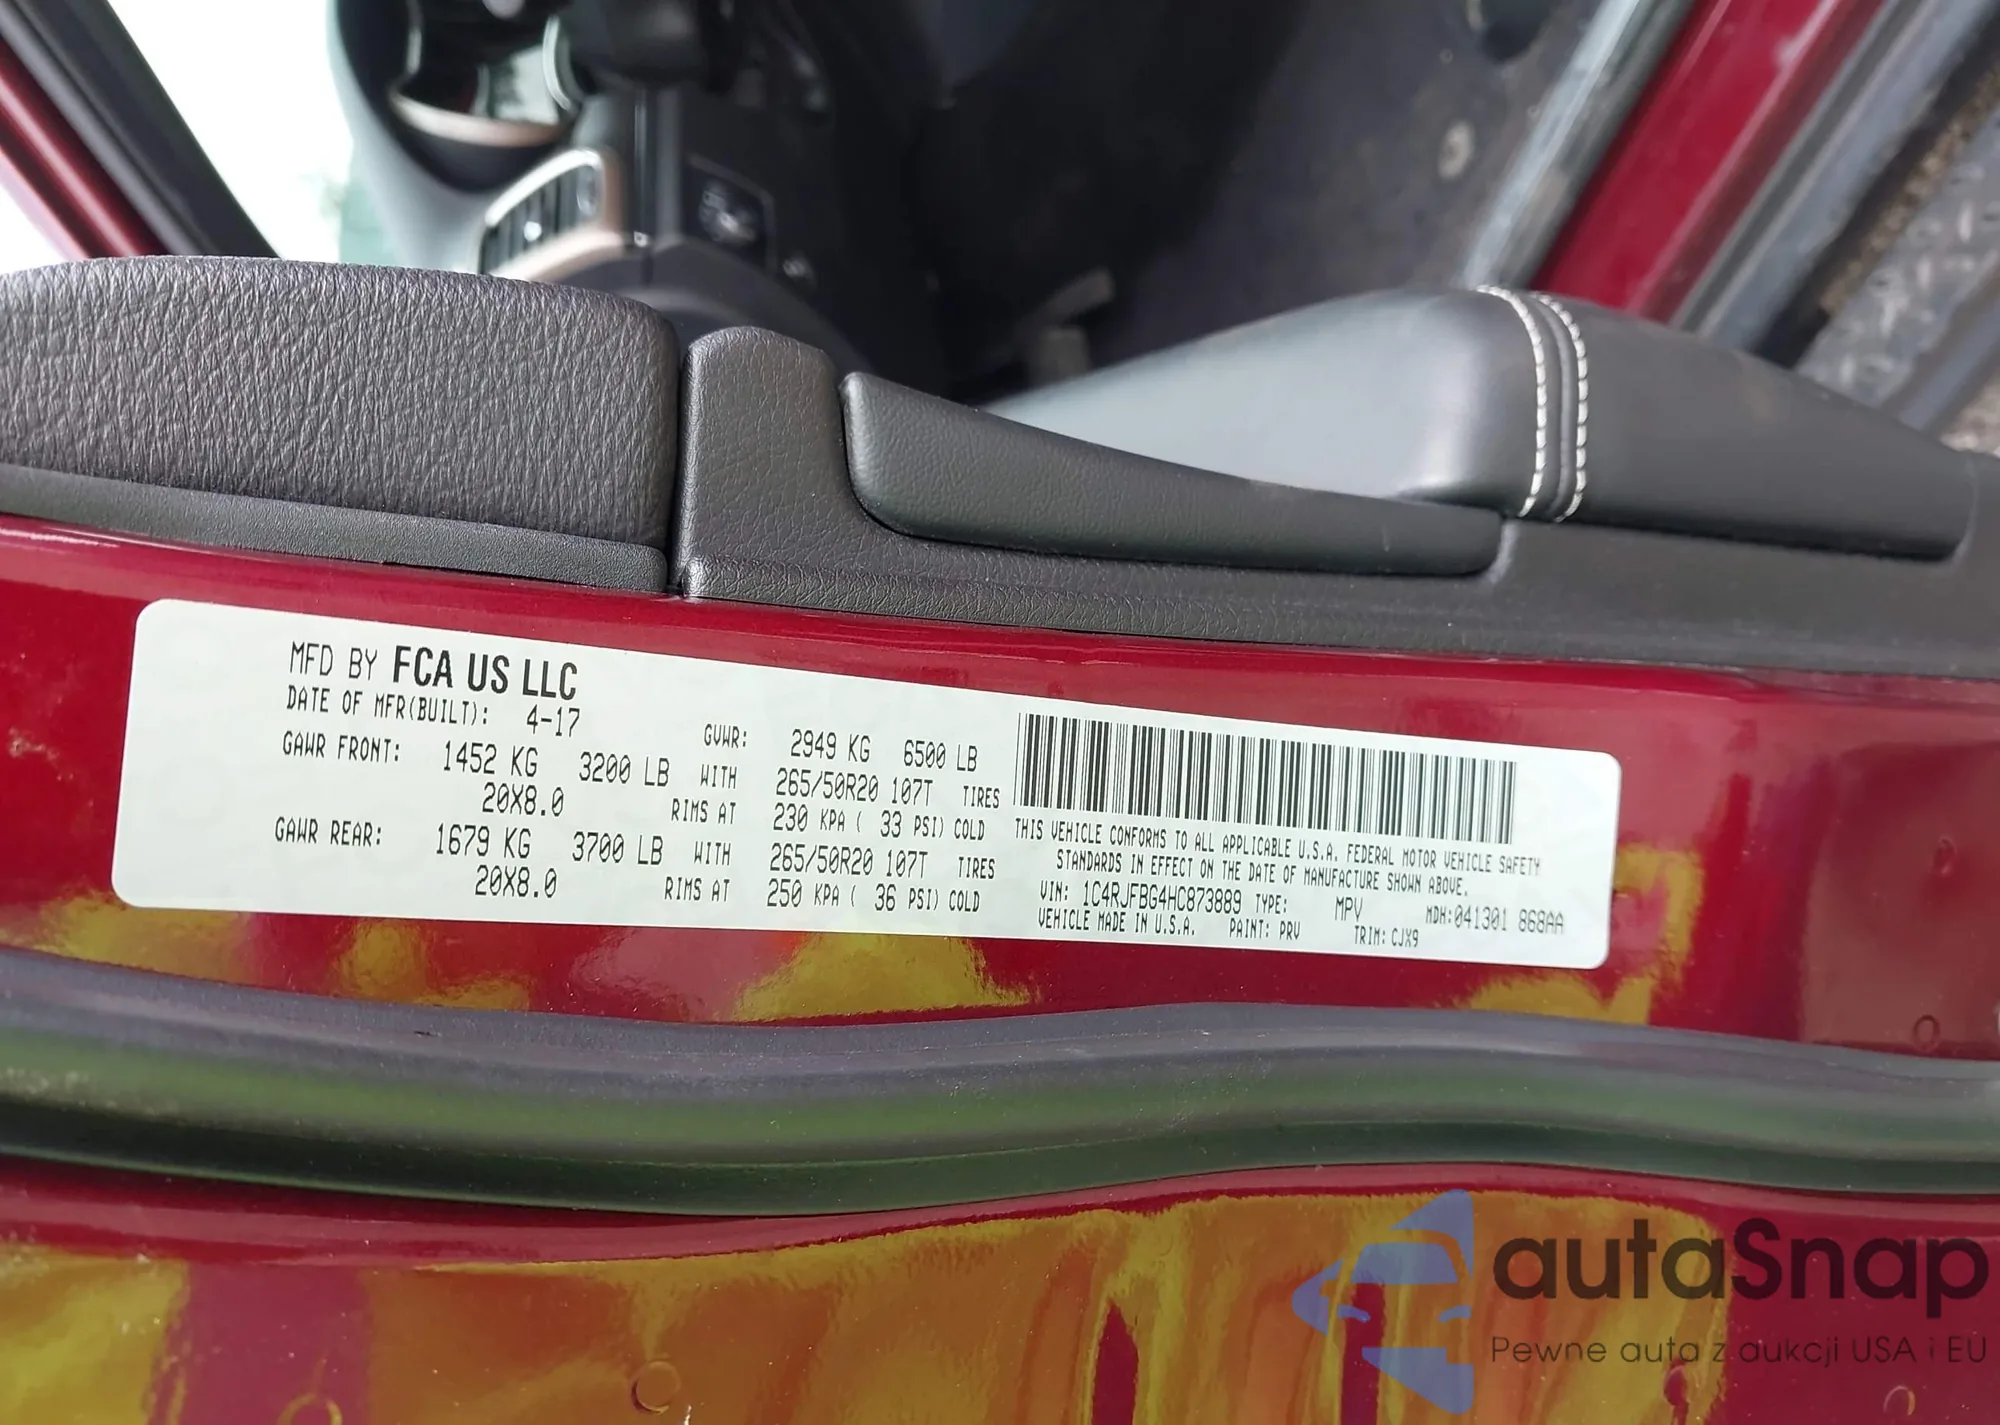 MFD BY FCA US LLC
DATE OF MFR(BUILT): 4-17 GVWR: 2949 KG 6500 LB
GAWR FRONT: 1452 KG 3200 LB WITH 265/50R20 107T TIRES
20X8.0 RIMS AT 230 KPA ( 33 PSI) COLD
GAWR REAR: 1679 KG 3700 LB WITH 265/50R20 107T TIRES
20X8.0 RIMS AT 250 KPA ( 36 PSI) COLD
THIS VEHICLE CONFORMS TO ALL APPLICABLE U.S.A. FEDERAL MOTOR VEHICLE SAFETY
STANDARDS IN EFFECT ON THE DATE OF MANUFACTURE SHOWN ABOVE.
VIN: 1C4RJFBG4HC873889 TYPE: MPV MDH:041301 868AA
VEHICLE MADE IN U.S.A. PAINT: PRV TRIM: CJX9
autaSnap
Pewne auta z aukcji USA i EU